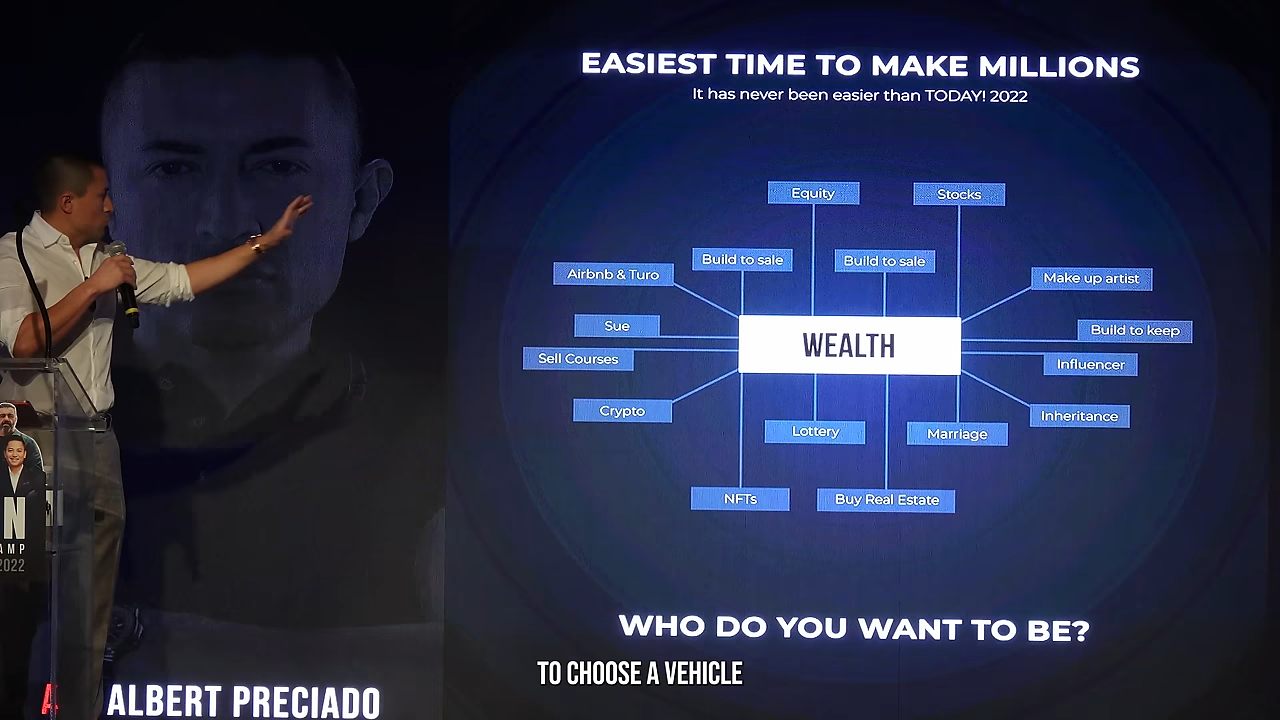 EASIEST TIME TO MAKE MILLIONS
It has never been easier than TODAY! 2022
Equity
Stocks
Build to sale
Build to sale
Airbnb & Turo
Make up artist
Sue
Build to keep
WEALTH
Sell Courses
Influencer
Crypto
Inheritance
Lottery
Marriage
NFTs
Buy Real Estate
N
AMP
2022
WHO DO YOU WANT TO BE?
TO CHOOSE A VEHICLE
A
ALBERT PRECIADO